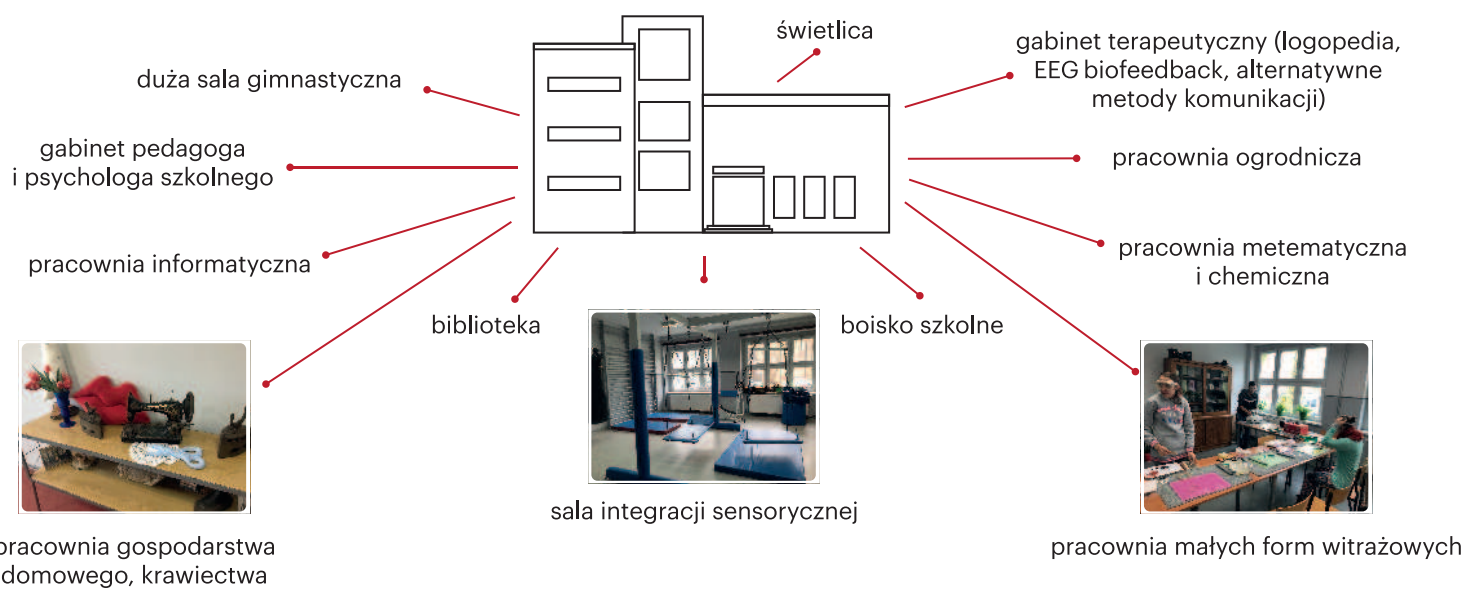 świetlica
gabinet terapeutyczny (logopedia,
EEG biofeedback, alternatywne
metody komunikacji)
duża sala gimnastyczna
gabinet pedagoga
i psychologa szkolnego
pracownia ogrodnicza
pracownia informatyczna
pracownia metematyczna
i chemiczna
biblioteka
boisko szkolne
sala integracji sensorycznej
pracownia gospodarstwa
domowego, krawiectwa
pracownia małych form witrażowych